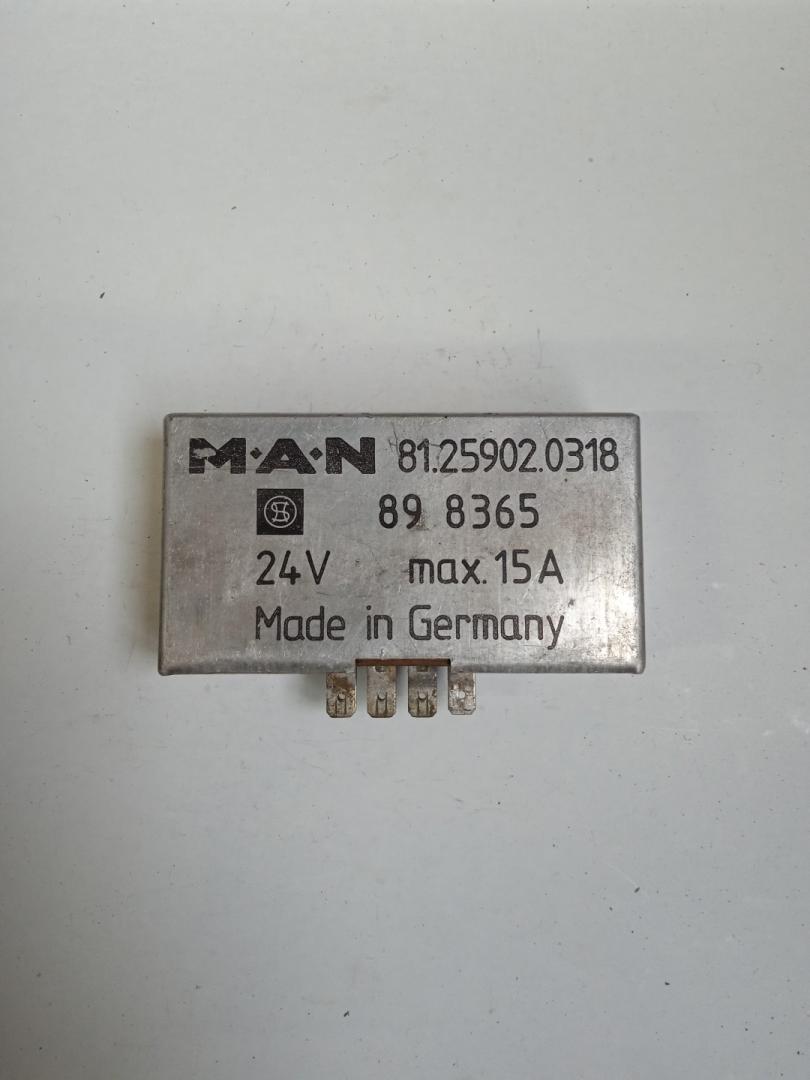 M·A·N 81.25902.0318
89 8365
24V max. 15A
Made in Germany